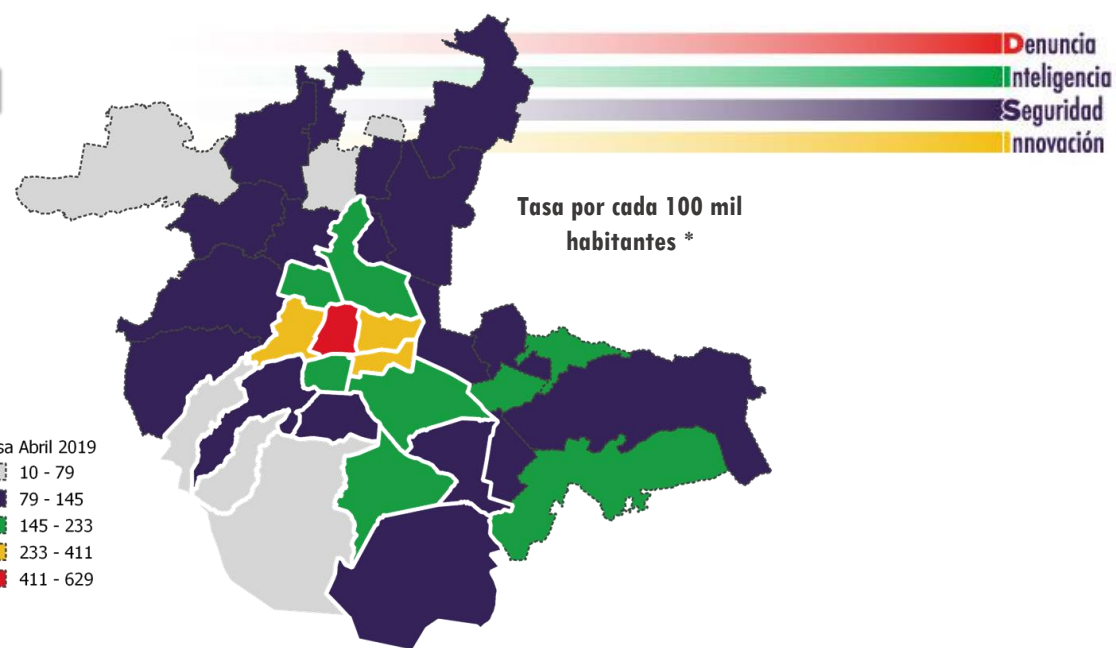 Denuncia
Inteligencia
Seguridad
Innovación
Tasa por cada 100 mil
habitantes *
sa Abril 2019
10 - 79
79 - 145
145 - 233
233 - 411
411 - 629